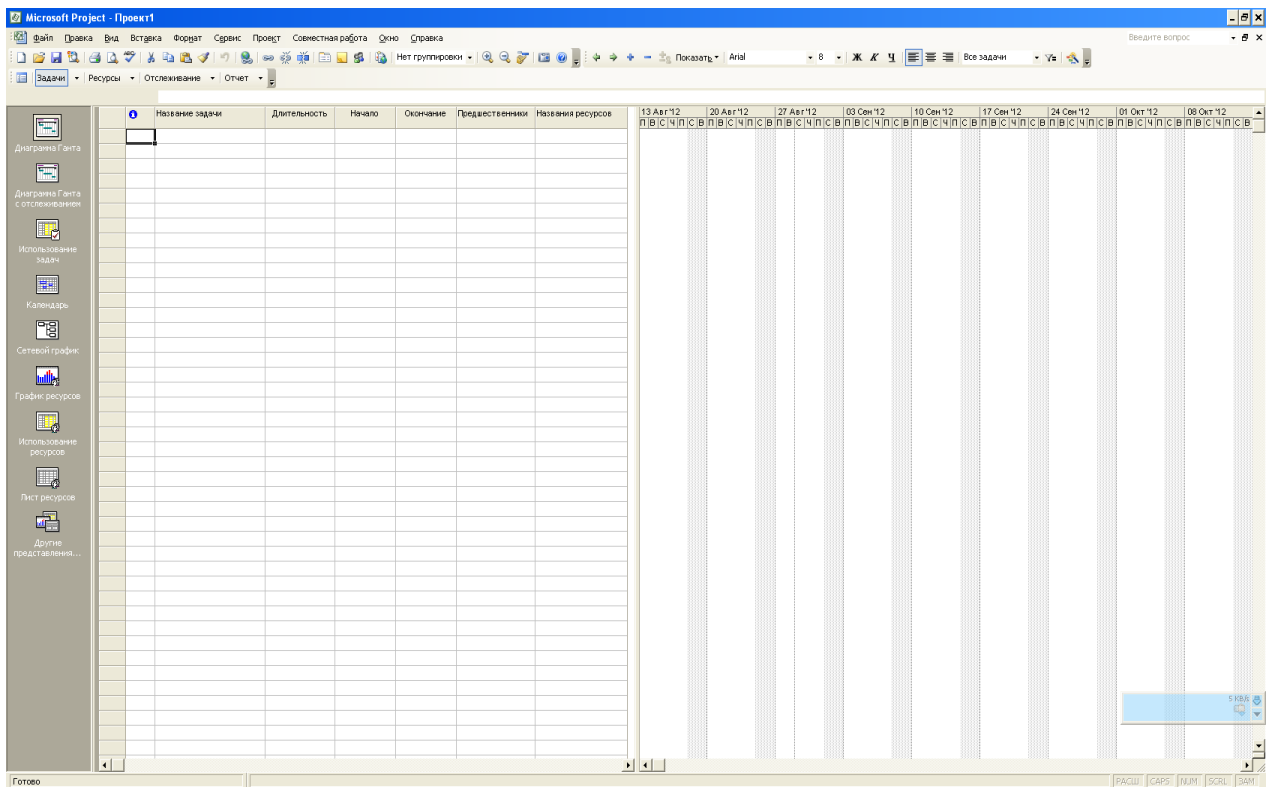 Microsoft Project - Проект1
Файл Правка Вид Вставка Формат Сервис Проект Совместная работа Окно Справка Введите вопрос
Нет группировки Показать Arial 8 Ж К Ч Все задачи
Задачи Ресурсы Отслеживание Отчет
Название задачи Длительность Начало Окончание Предшественники Названия ресурсов
13 Авг '12 20 Авг '12 27 Авг '12 03 Сен '12 10 Сен '12 17 Сен '12 24 Сен '12 01 Окт '12 08 Окт '12
П В С Ч П С В П В С Ч П С В П В С Ч П С В П В С Ч П С В П В С Ч П С В П В С Ч П С В П В С Ч П С В П В С Ч П С В П В С Ч П С В
Диаграмма Ганта
Диаграмма Ганта
с отслеживанием
Использование
задач
Календарь
Сетевой график
График ресурсов
Использование
ресурсов
Лист ресурсов
Другие
представления...
Готово
РАСШ CAPS NUM SCRL ЗАМ